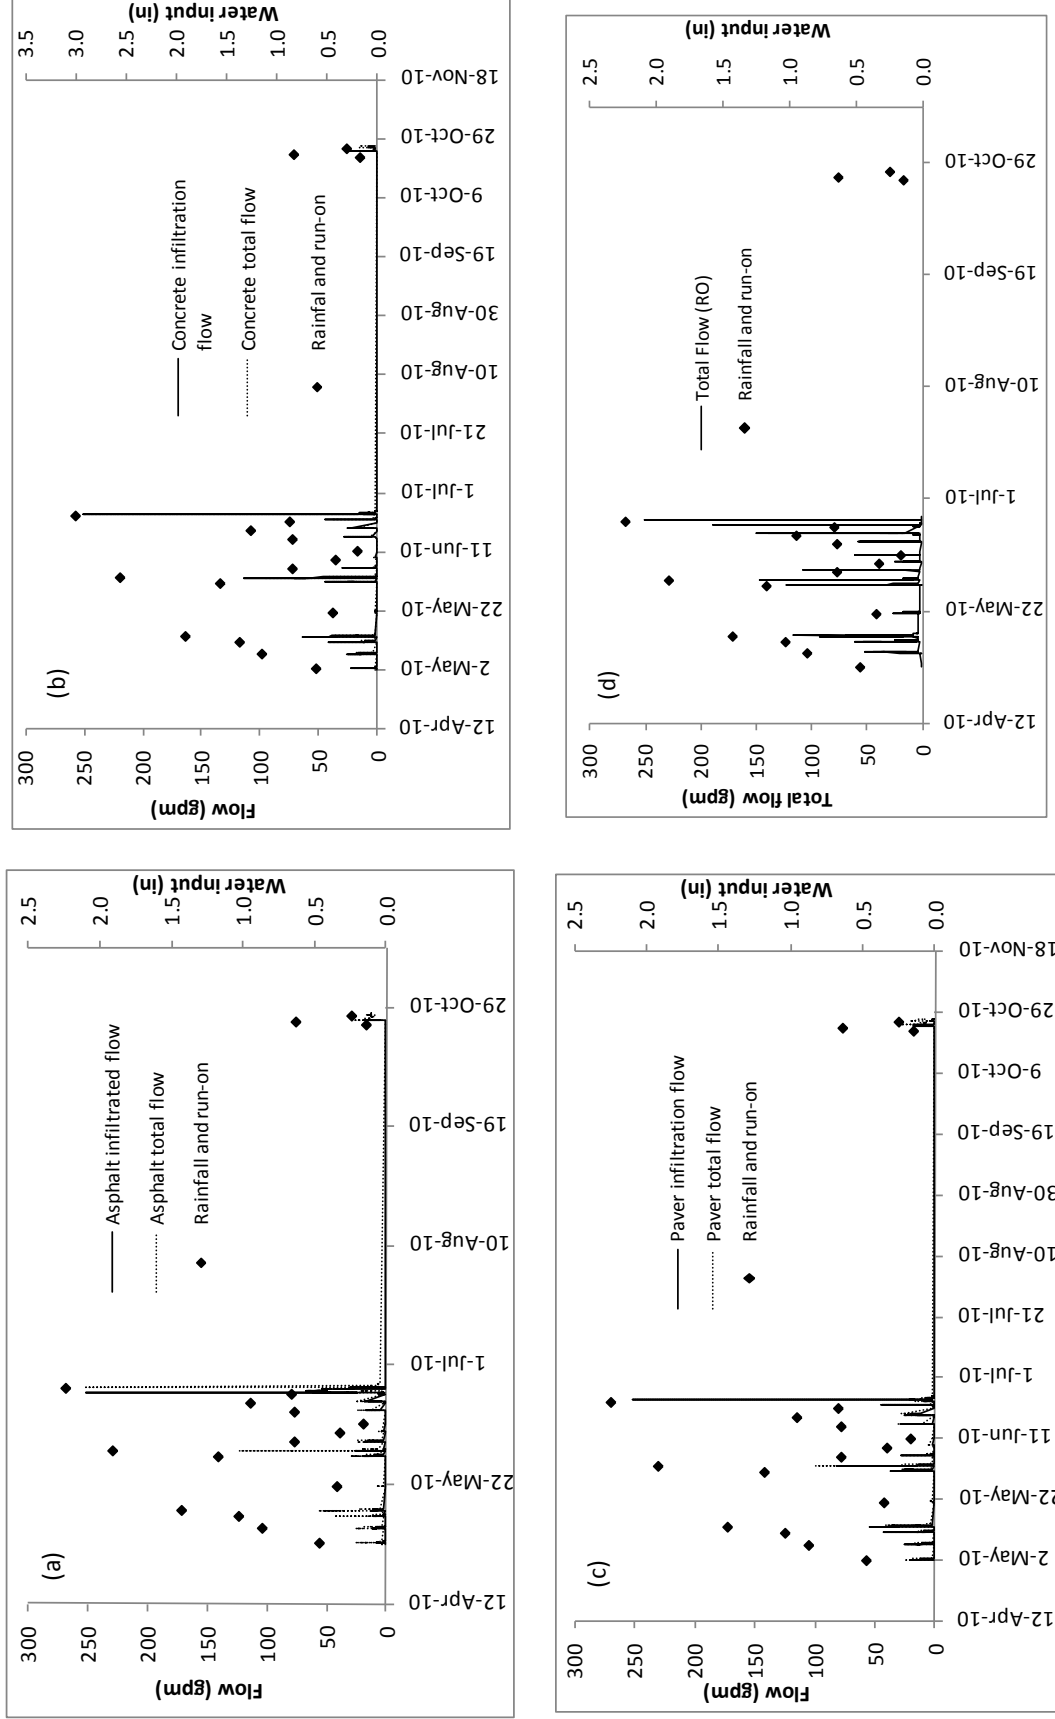 (a)
Flow (gpm)
300
250
200
150
100
50
0
Asphalt infiltrated flow
Asphalt total flow
Rainfall and run-on
Water input (in)
2.5
2.0
1.5
1.0
0.5
0.0
12-Apr-10
22-May-10
1-Jul-10
10-Aug-10
19-Sep-10
29-Oct-10
(b)
Flow (gpm)
300
250
200
150
100
50
0
Concrete infiltration
flow
Concrete total flow
Rainfal and run-on
Water input (in)
3.5
3.0
2.5
2.0
1.5
1.0
0.5
0.0
12-Apr-10
2-May-10
22-May-10
11-Jun-10
1-Jul-10
21-Jul-10
10-Aug-10
30-Aug-10
19-Sep-10
9-Oct-10
29-Oct-10
18-Nov-10
(c)
Flow (gpm)
300
250
200
150
100
50
0
Paver infiltration flow
Paver total flow
Rainfall and run-on
Water input (in)
2.5
2.0
1.5
1.0
0.5
0.0
12-Apr-10
2-May-10
22-May-10
11-Jun-10
1-Jul-10
21-Jul-10
10-Aug-10
30-Aug-10
19-Sep-10
9-Oct-10
29-Oct-10
18-Nov-10
(d)
Total flow (gpm)
300
250
200
150
100
50
0
Total Flow (RO)
Rainfall and run-on
Water input (in)
2.5
2.0
1.5
1.0
0.5
0.0
12-Apr-10
22-May-10
1-Jul-10
10-Aug-10
19-Sep-10
29-Oct-10